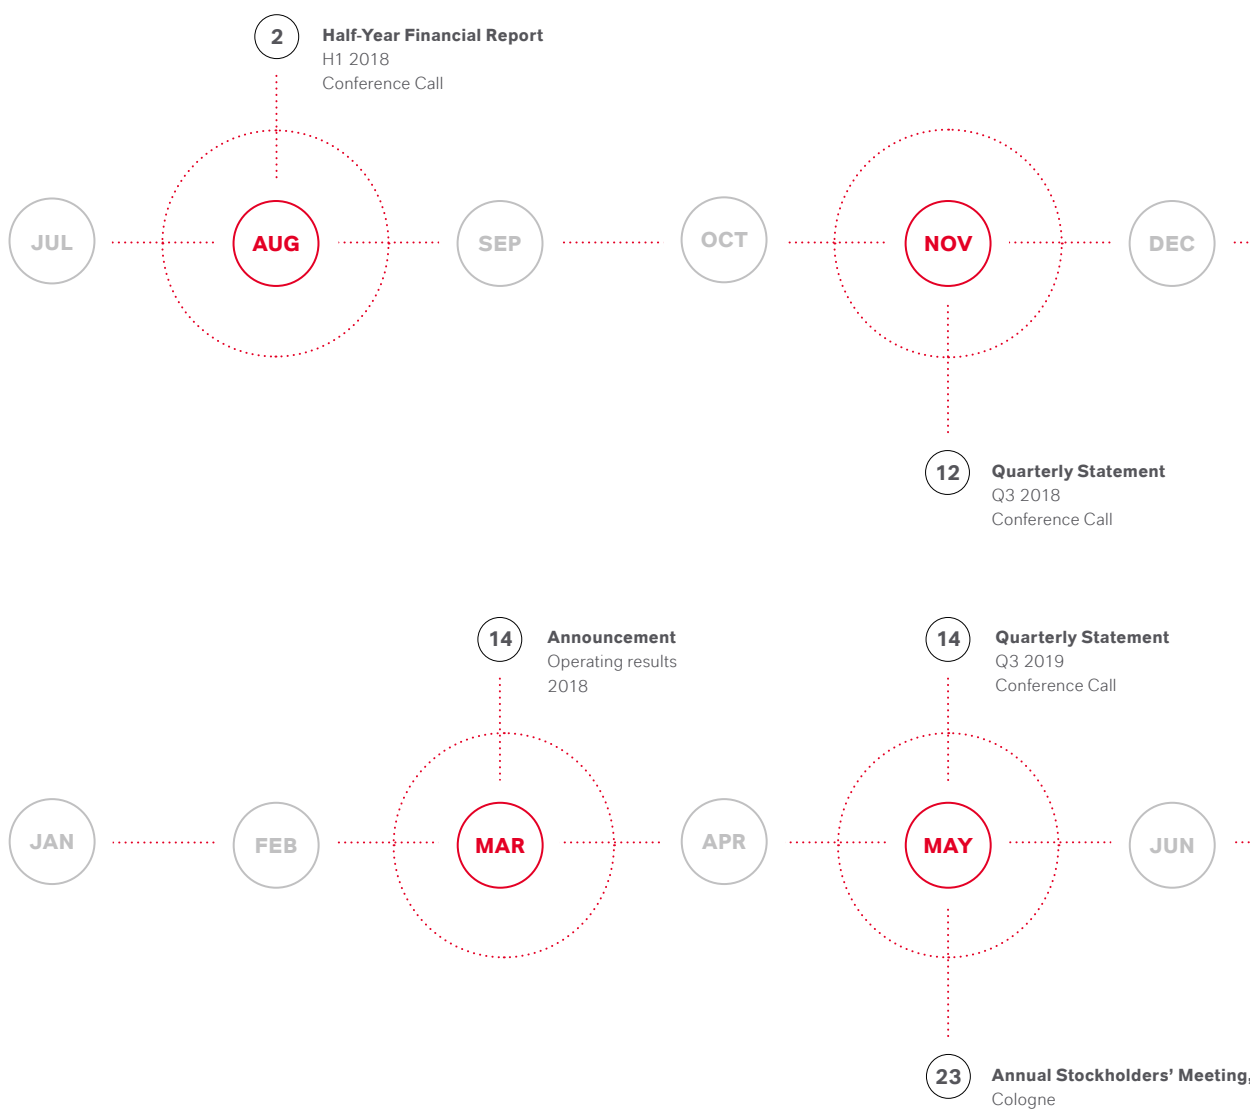 2
Half-Year Financial Report
H1 2018
Conference Call
JUL
AUG
SEP
OCT
NOV
DEC
12
Quarterly Statement
Q3 2018
Conference Call
14
Announcement
Operating results
2018
14
Quarterly Statement
Q3 2019
Conference Call
JAN
FEB
MAR
APR
MAY
JUN
23
Annual Stockholders’ Meeting,
Cologne